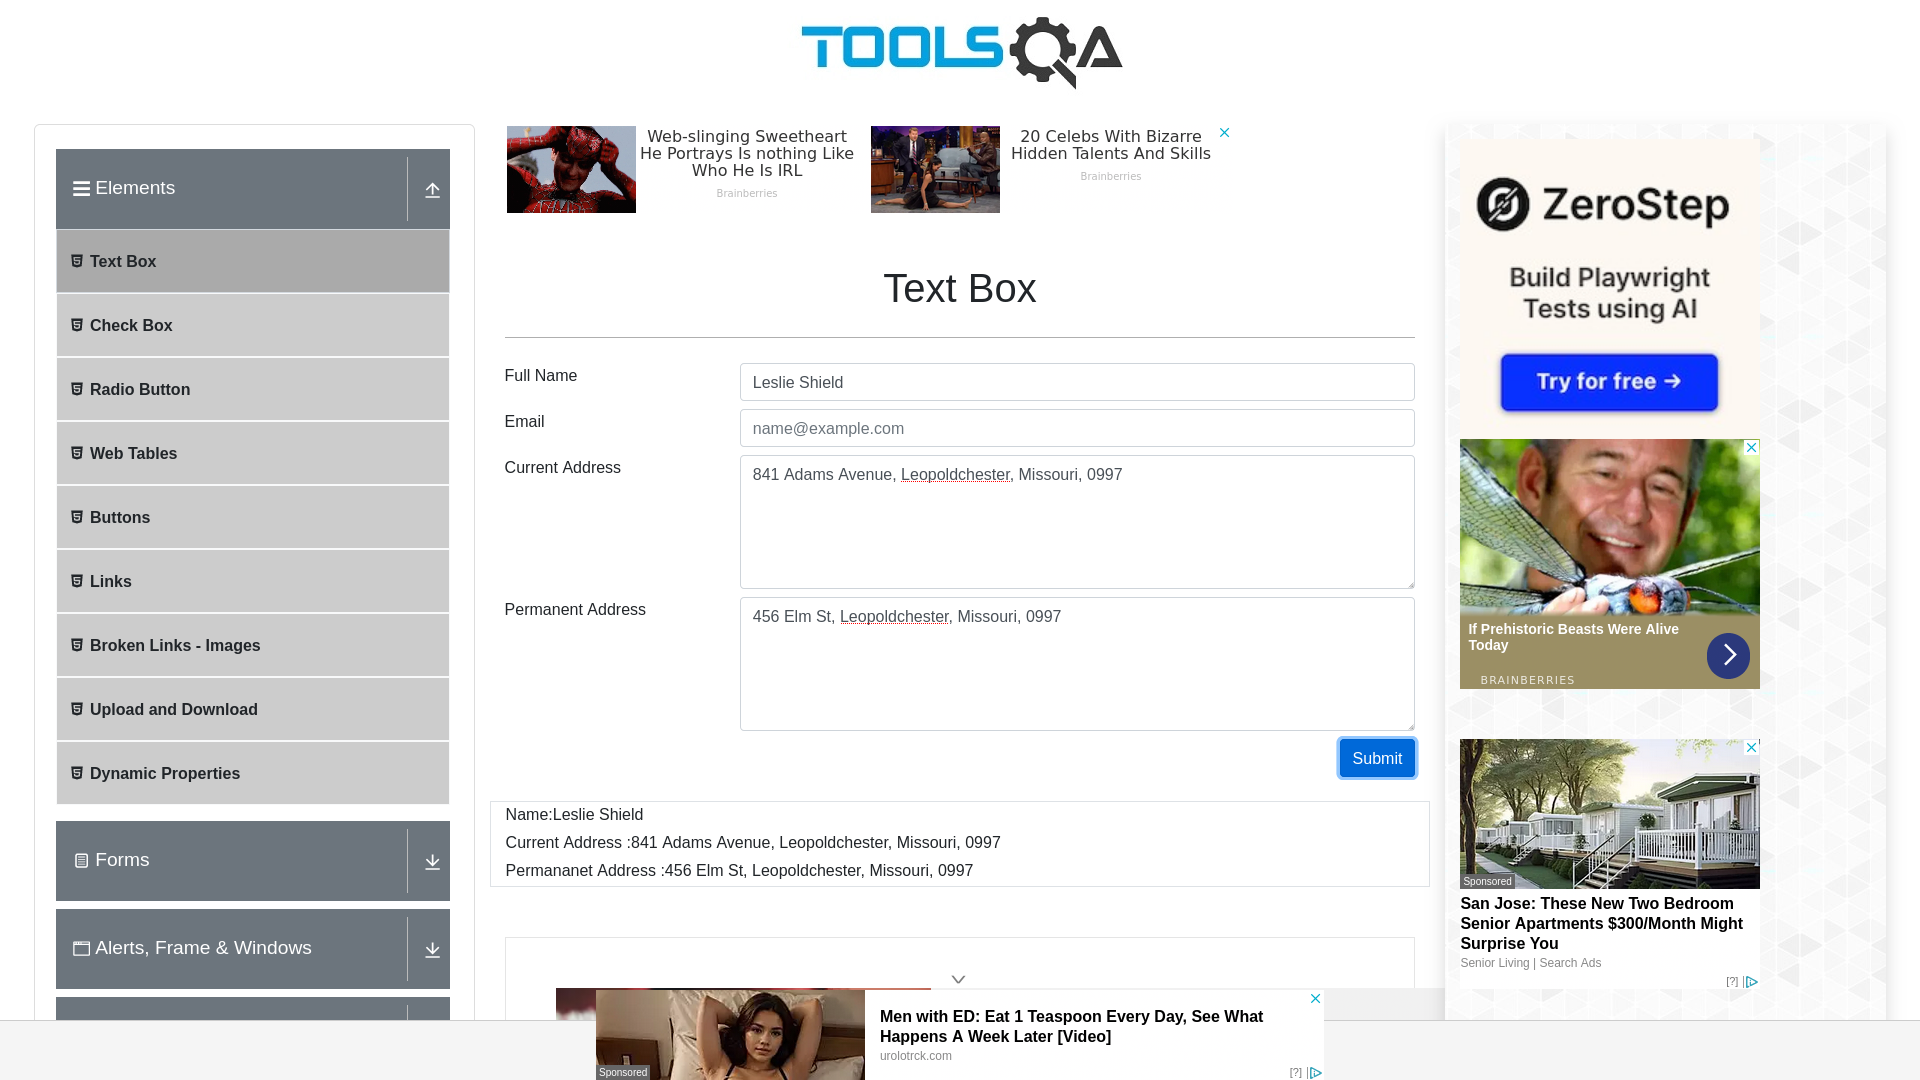 TOOLSQA
Web-slinging Sweetheart
He Portrays Is nothing Like
Who He Is IRL
Brainberries
20 Celebs With Bizarre
Hidden Talents And Skills
Brainberries
Elements
Text Box
Check Box
Radio Button
Web Tables
Buttons
Links
Broken Links - Images
Upload and Download
Dynamic Properties
Forms
Alerts, Frame & Windows
Text Box
Full Name
Leslie Shield
Email
name@example.com
Current Address
841 Adams Avenue, Leopoldchester, Missouri, 0997
Permanent Address
456 Elm St, Leopoldchester, Missouri, 0997
Submit
Name:Leslie Shield
Current Address :841 Adams Avenue, Leopoldchester, Missouri, 0997
Permananet Address :456 Elm St, Leopoldchester, Missouri, 0997
ZeroStep
Build Playwright
Tests using AI
Try for free →
If Prehistoric Beasts Were Alive
Today
BRAINBERRIES
Sponsored
San Jose: These New Two Bedroom
Senior Apartments $300/Month Might
Surprise You
Senior Living | Search Ads
[?]
Men with ED: Eat 1 Teaspoon Every Day, See What
Happens A Week Later [Video]
urolotrck.com
Sponsored
[?]